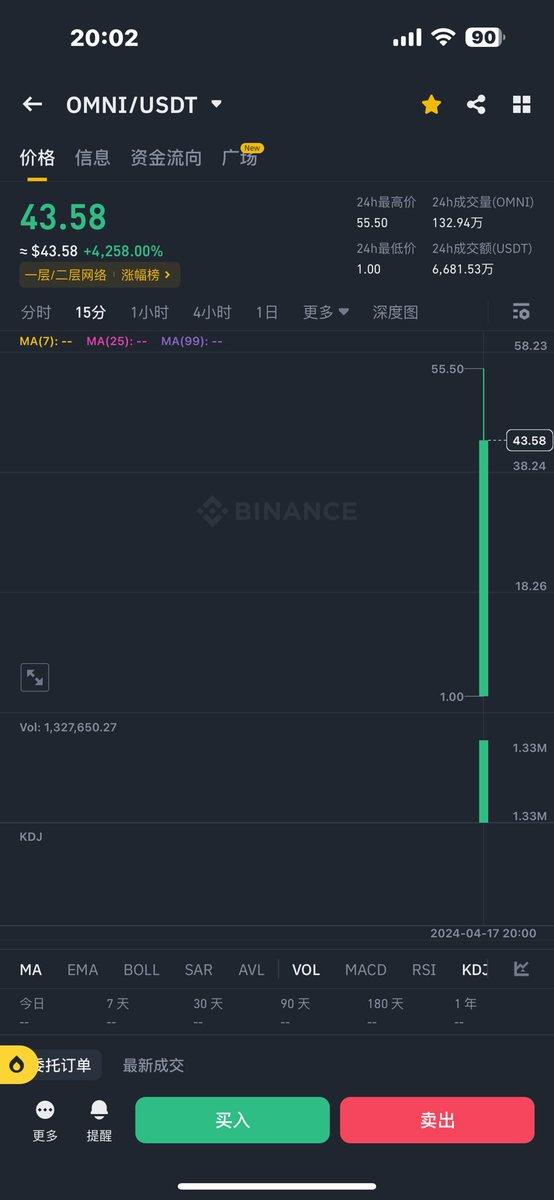 20:02
90
OMNI/USDT
价格 信息 资金流向 广场 New
43.58
≈ $43.58 +4,258.00%
一层/二层网络 涨幅榜
24h最高价 24h成交量(OMNI)
55.50 132.94万
24h最低价 24h成交额(USDT)
1.00 6,681.53万
分时 15分 1小时 4小时 1日 更多 深度图
MA(7): -- MA(25): -- MA(99): --
58.23
55.50
43.58
38.24
BINANCE
18.26
1.00
Vol: 1,327,650.27
1.33M
1.33M
KDJ
2024-04-17 20:00
MA EMA BOLL SAR AVL VOL MACD RSI KDJ
今日 7 天 30 天 90 天 180 天 1 年
-- -- -- -- -- --
委托订单 最新成交
更多 提醒 买入 卖出